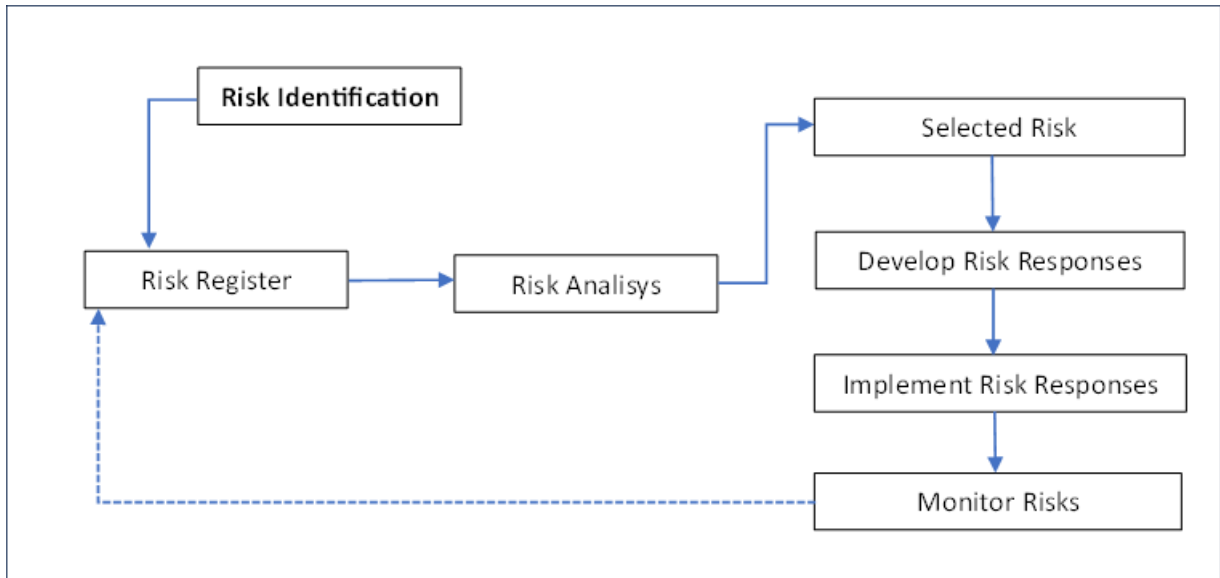 Risk Identification
Risk Register
Risk Analisys
Selected Risk
Develop Risk Responses
Implement Risk Responses
Monitor Risks